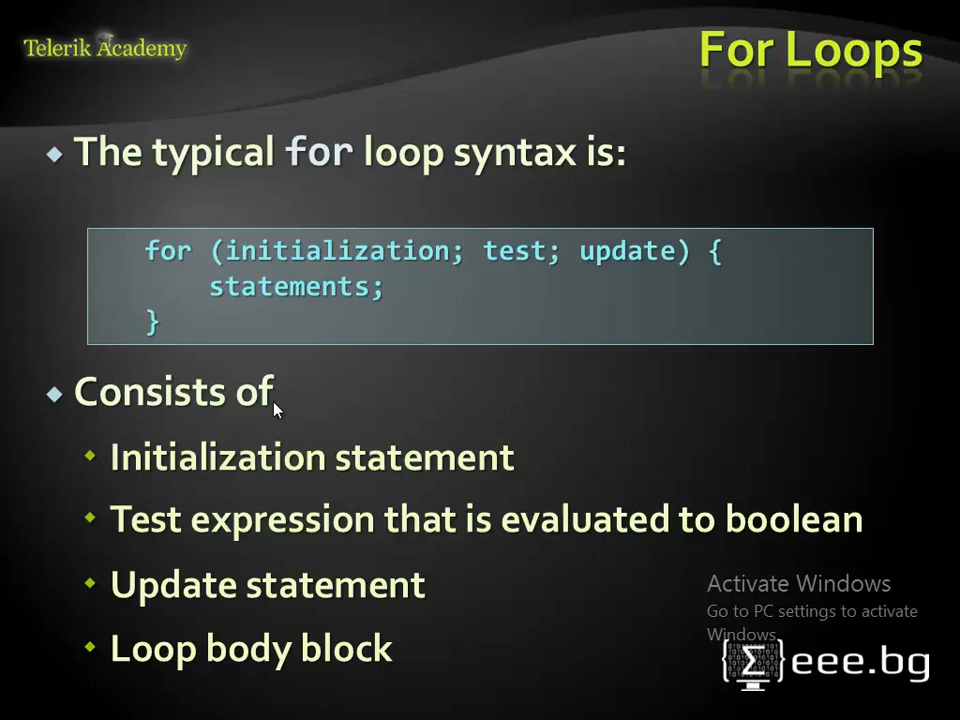 Telerik Academy
For Loops
The typical for loop syntax is:
for (initialization; test; update) {
statements;
}
Consists of
Initialization statement
Test expression that is evaluated to boolean
Update statement
Loop body block
Activate Windows
Go to PC settings to activate
Windows.
{Σ}eee.bg